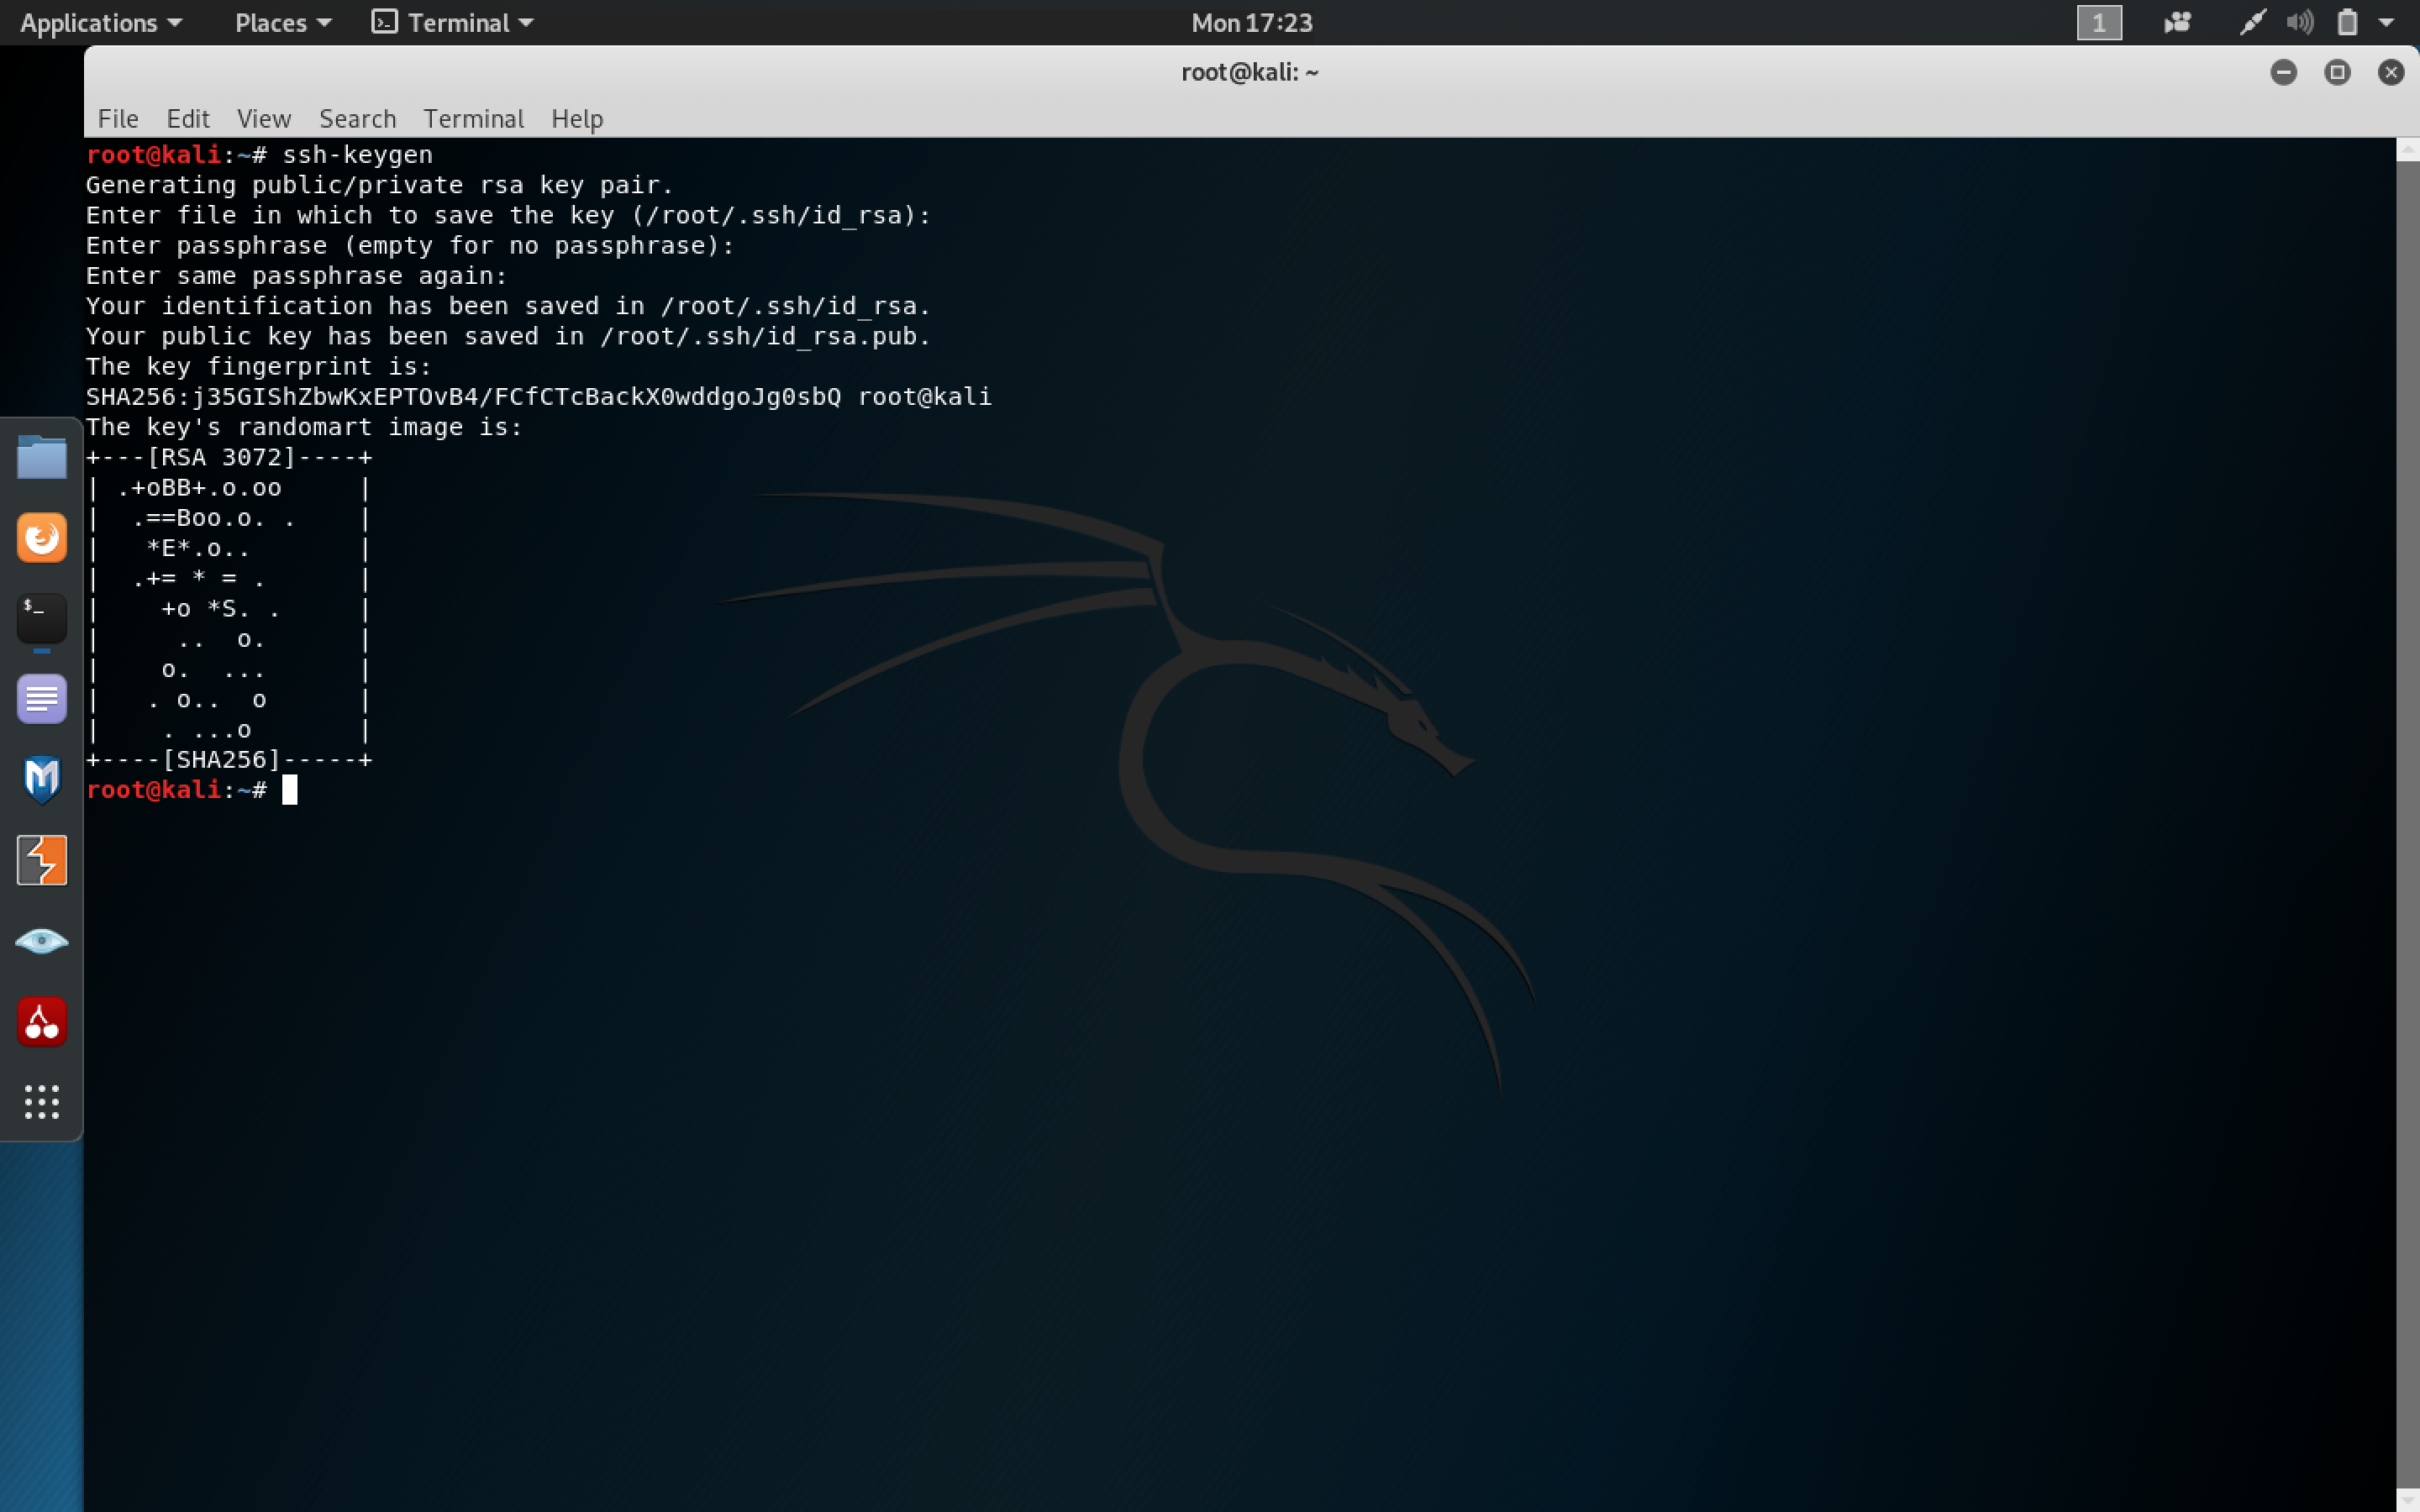 Applications Places Terminal Mon 17:23 1
root@kali: ~
File Edit View Search Terminal Help
root@kali:~# ssh-keygen
Generating public/private rsa key pair.
Enter file in which to save the key (/root/.ssh/id_rsa):
Enter passphrase (empty for no passphrase):
Enter same passphrase again:
Your identification has been saved in /root/.ssh/id_rsa.
Your public key has been saved in /root/.ssh/id_rsa.pub.
The key fingerprint is:
SHA256:j35GIShZbwKxEPTOvB4/FCfCTcBackX0wddgoJg0sbQ root@kali
The key's randomart image is:
+---[RSA 3072]----+
| .+oBB+.o.oo     |
|  .==Boo.o. .    |
|   *E*.o..       |
|  .+= * = .      |
|    +o *S. .     |
|     ..  o.      |
|    o.  ...      |
|   . o..  o      |
|    . ...o       |
+----[SHA256]-----+
root@kali:~#